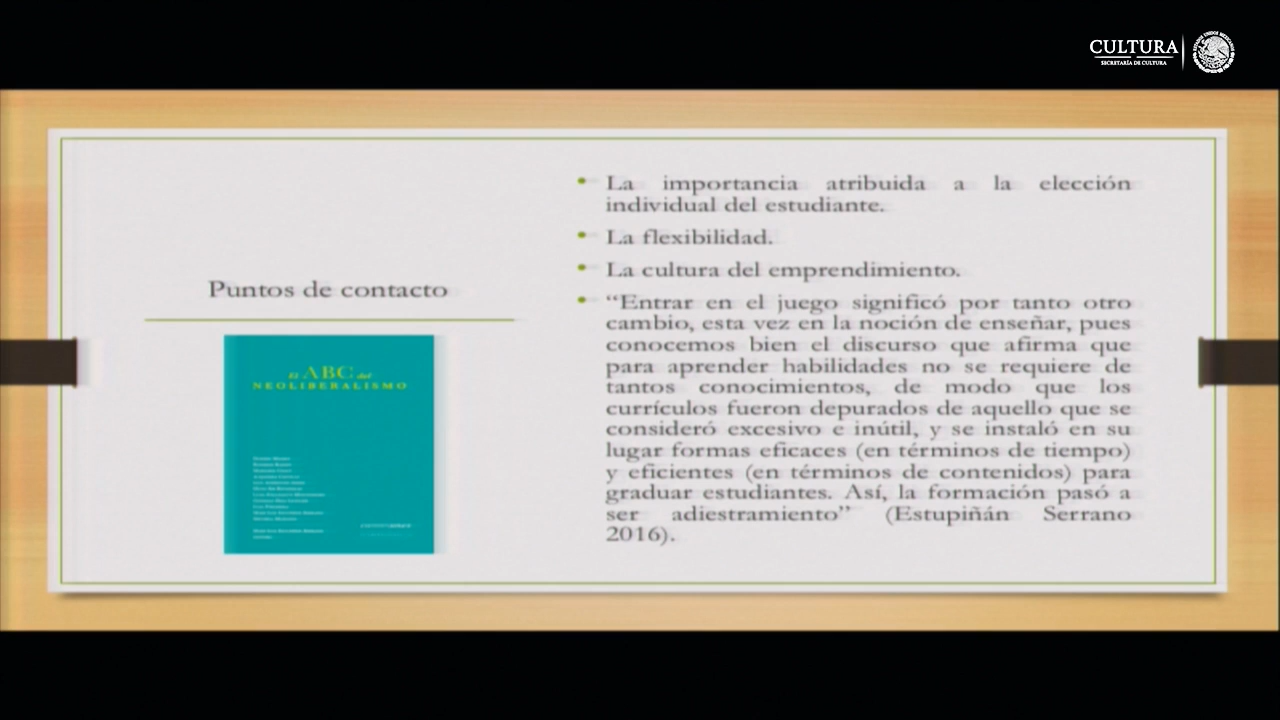 CULTURA
SECRETARÍA DE CULTURA
Puntos de contacto
El ABC del
NEOLIBERALISMO
• La importancia atribuida a la elección
individual del estudiante.
• La flexibilidad.
• La cultura del emprendimiento.
• “Entrar en el juego significó por tanto otro
cambio, esta vez en la noción de enseñar, pues
conocemos bien el discurso que afirma que
para aprender habilidades no se requiere de
tantos conocimientos, de modo que los
currículos fueron depurados de aquello que se
consideró excesivo e inútil, y se instaló en su
lugar formas eficaces (en términos de tiempo)
y eficientes (en términos de contenidos) para
graduar estudiantes. Así, la formación pasó a
ser adiestramiento” (Estupiñán Serrano
2016).